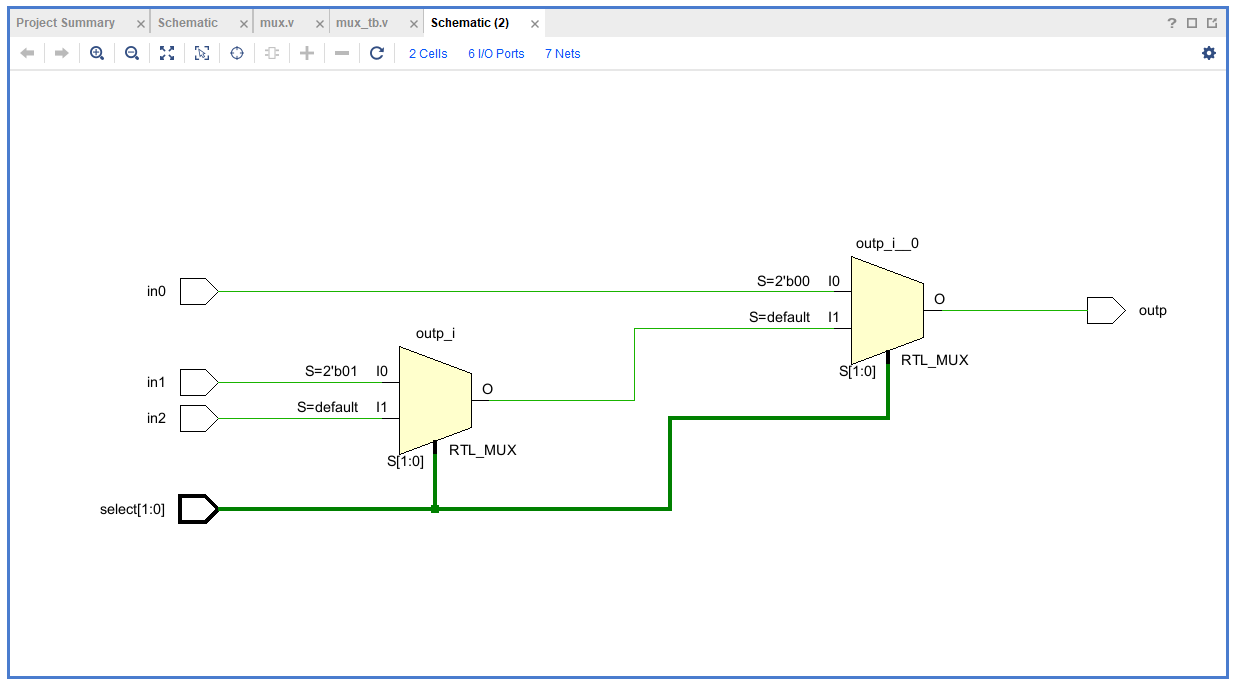 Project Summary × Schematic × mux.v × mux_tb.v × Schematic (2) × ?
2 Cells 6 I/O Ports 7 Nets
outp_i__0
in0 S=2'b00 I0
O
S=default I1 outp
outp_i
RTL_MUX
in1 S=2'b01 I0 S[1:0]
O
in2 S=default I1
RTL_MUX
S[1:0]
select[1:0]